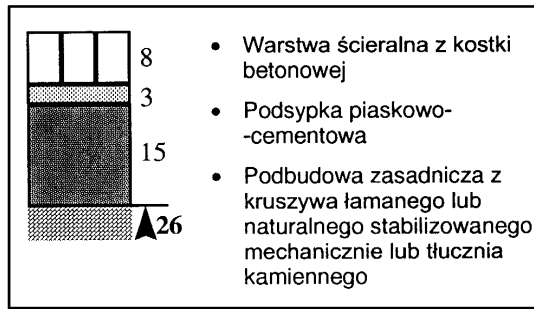 8
3
15
26
• Warstwa ścieralna z kostki
betonowej
• Podsypka piaskowo-
-cementowa
• Podbudowa zasadnicza z
kruszywa łamanego lub
naturalnego stabilizowanego
mechanicznie lub tłucznia
kamiennego